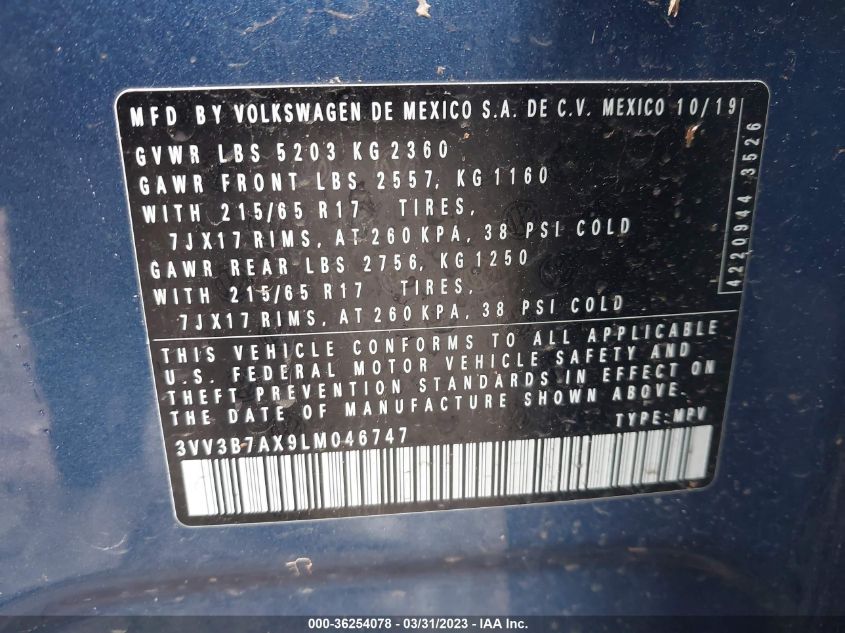 MFD BY VOLKSWAGEN DE MEXICO S.A. DE C.V. MEXICO 10/19
GVWR LBS 5203 KG 2360
GAWR FRONT LBS 2557, KG 1160
WITH 215/65 R17 TIRES,
7JX17 RIMS, AT 260 KPA, 38 PSI COLD
GAWR REAR LBS 2756, KG 1250
WITH 215/65 R17 TIRES,
7JX17 RIMS, AT 260 KPA, 38 PSI COLD
4220944 3526
THIS VEHICLE CONFORMS TO ALL APPLICABLE
U.S. FEDERAL MOTOR VEHICLE SAFETY AND
THEFT PREVENTION STANDARDS IN EFFECT ON
THE DATE OF MANUFACTURE SHOWN ABOVE.
TYPE: MPV
3VV3B7AX9LM046747
000-36254078 - 03/31/2023 - IAA Inc.